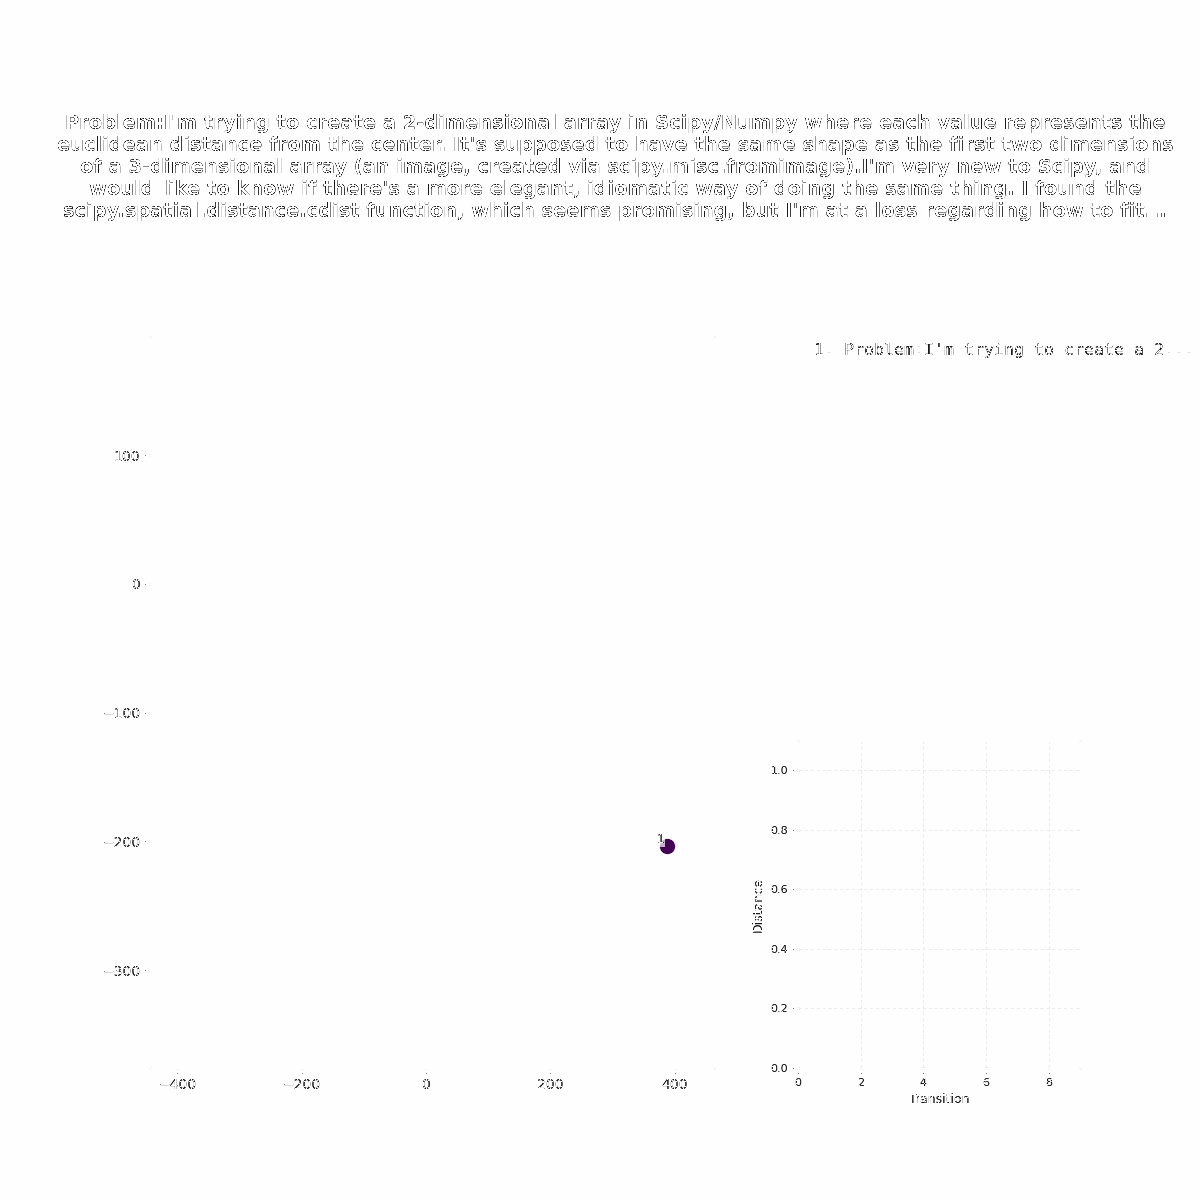 Problem:I'm trying to create a 2-dimensional array in Scipy/Numpy where each value represents the
euclidean distance from the center. It's supposed to have the same shape as the first two dimensions
of a 3-dimensional array (an image, created via scipy.misc.fromimage).I'm very new to Scipy, and
would like to know if there's a more elegant, idiomatic way of doing the same thing. I found the
scipy.spatial.distance.cdist function, which seems promising, but I'm at a loss regarding how to fit...
1. Problem:I'm trying to create a 2...
100
0
−100
−200
−300
−400 −200 0 200 400
1
1.0
0.8
0.6
0.4
0.2
0.0
0 2 4 6 8
Distance
Transition